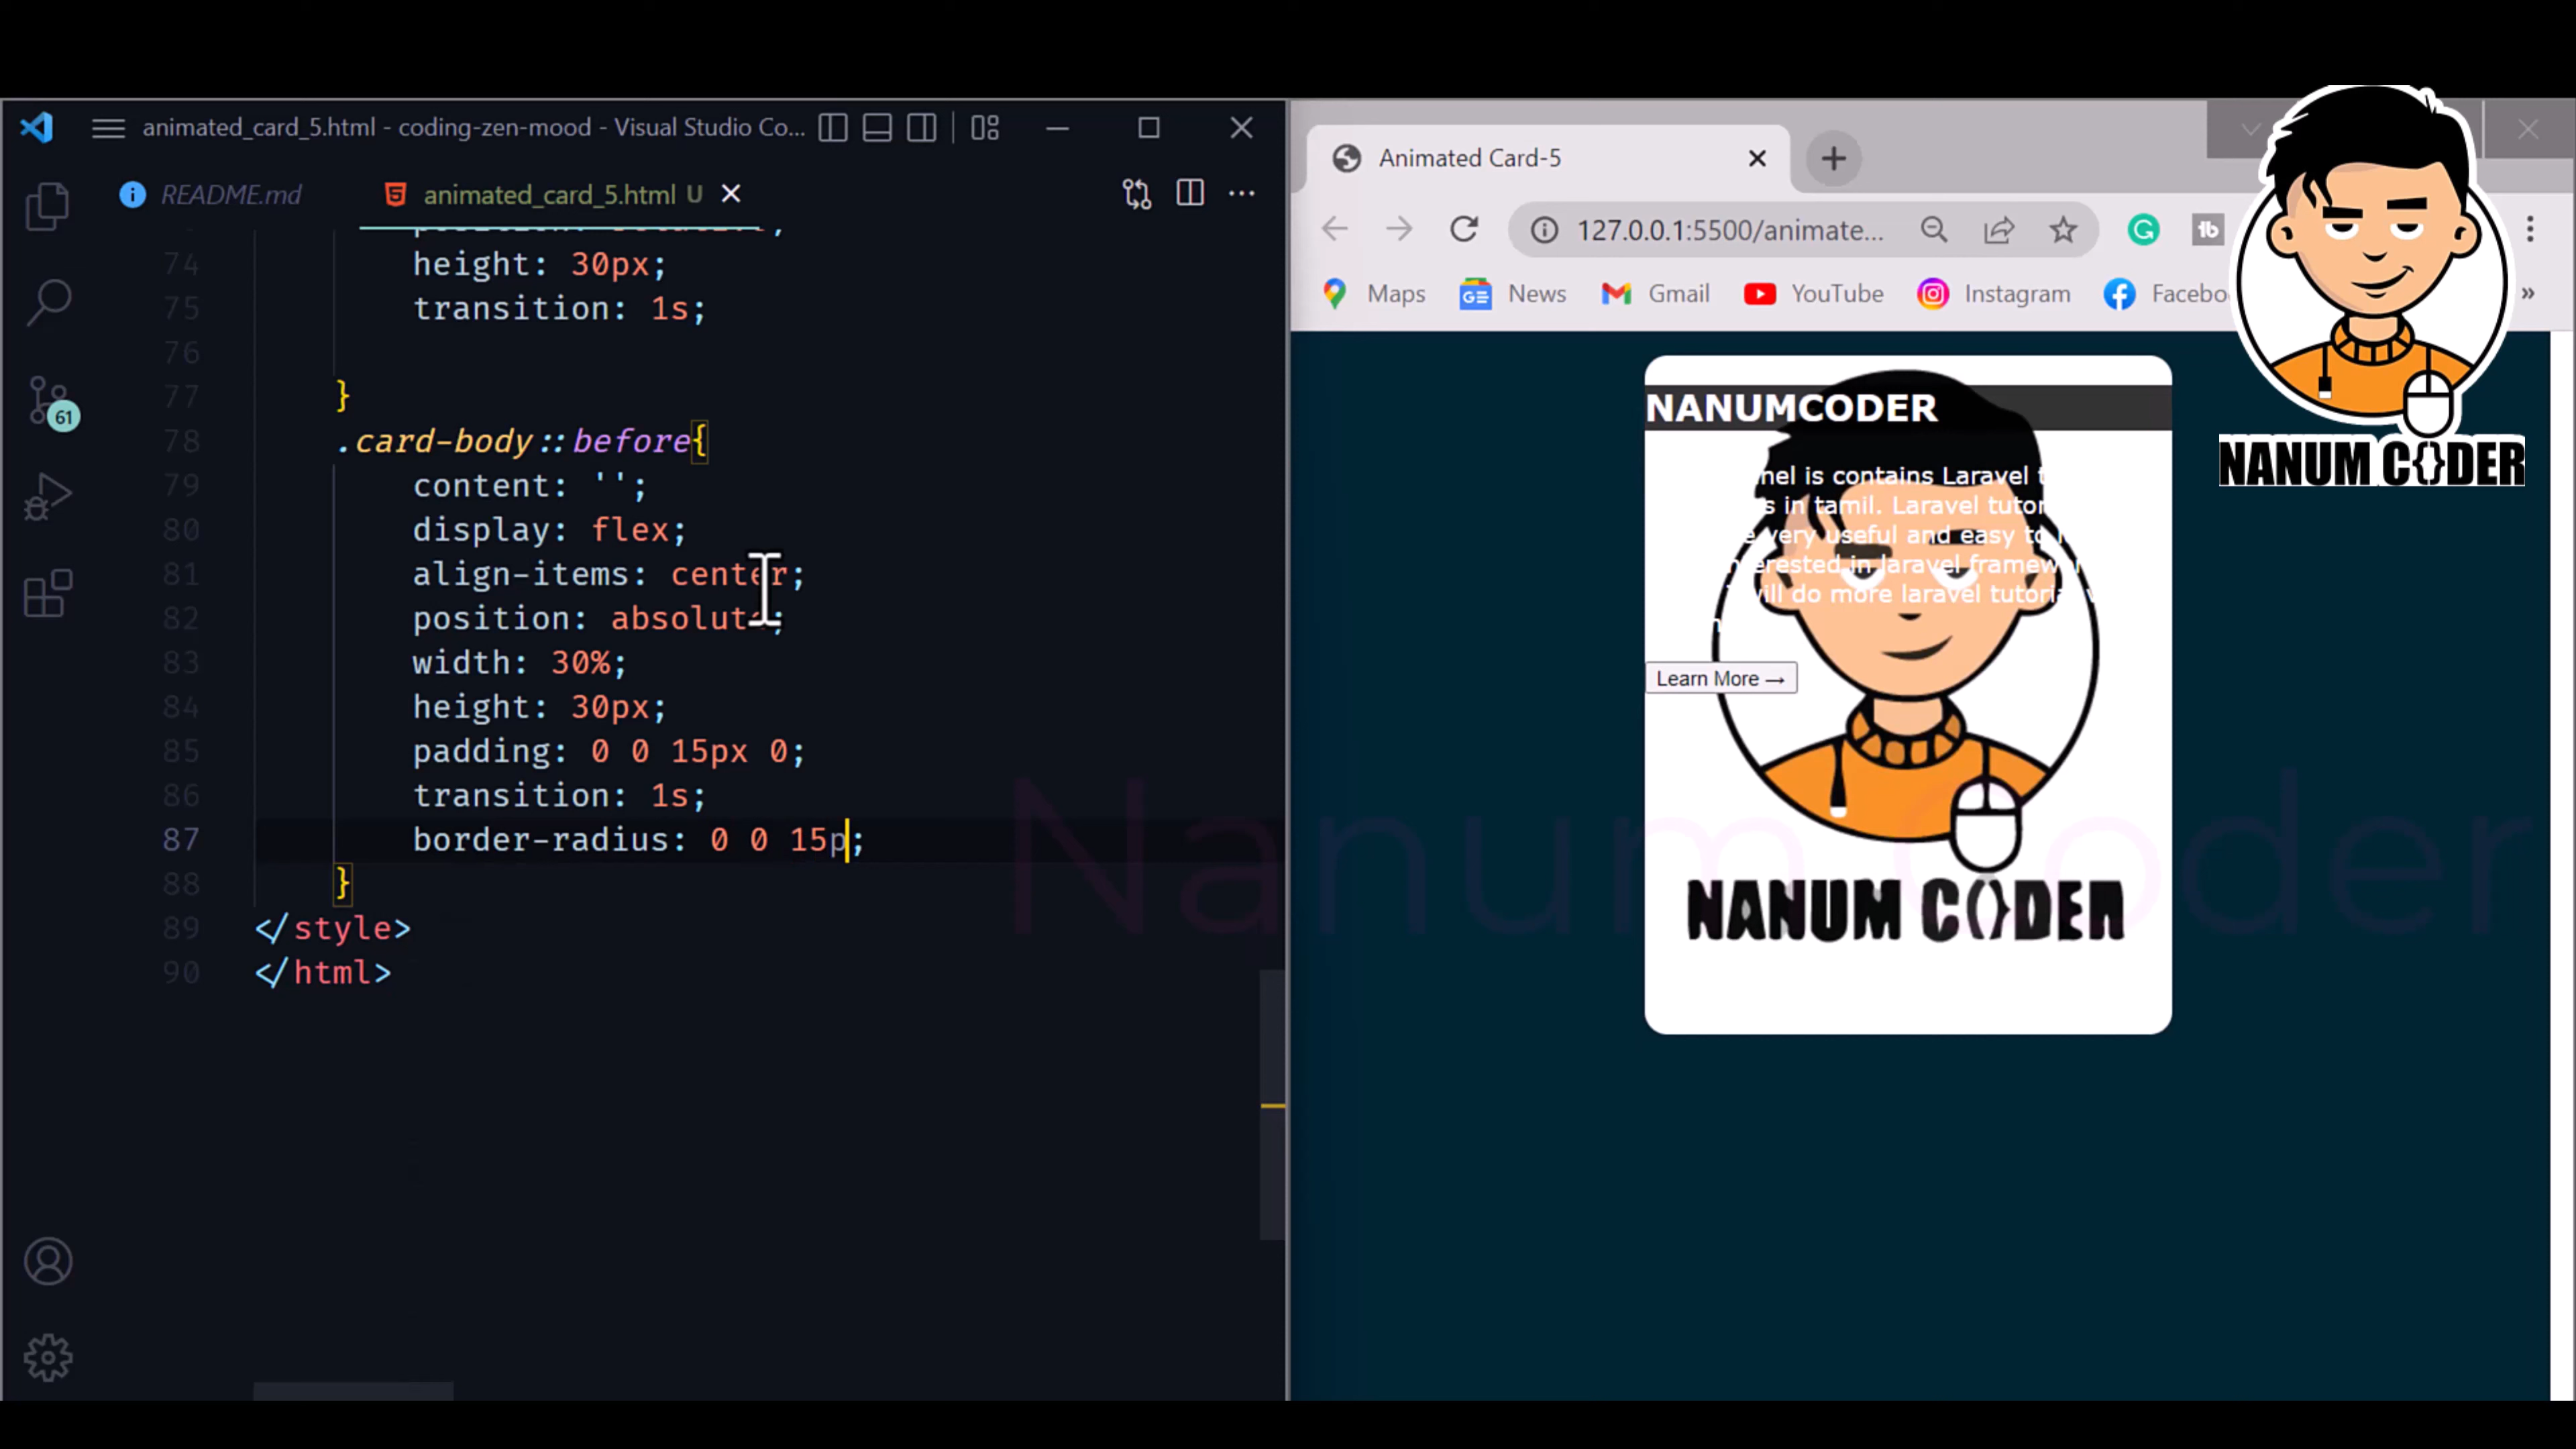 animated_card_5.html - coding-zen-mood - Visual Studio Co...
README.md
animated_card_5.html U
74 height: 30px;
75 transition: 1s;
76
77 }
78 .card-body::before{
79 content: '';
80 display: flex;
81 align-items: center;
82 position: absolut ;
83 width: 30%;
84 height: 30px;
85 padding: 0 0 15px 0;
86 transition: 1s;
87 border-radius: 0 0 15p;
88 }
89 </style>
90 </html>
61
Animated Card-5
127.0.0.1:5500/animate...
Maps
News
Gmail
YouTube
Instagram
Facebo
»
NANUMCODER
nel is contains Laravel t
s in tamil. Laravel tutor
very useful and easy to
terested in laravel framew
will do more laravel tutoria
Learn More →
NANUM C{}DER
NANUM C{}DER
Nanum Coder